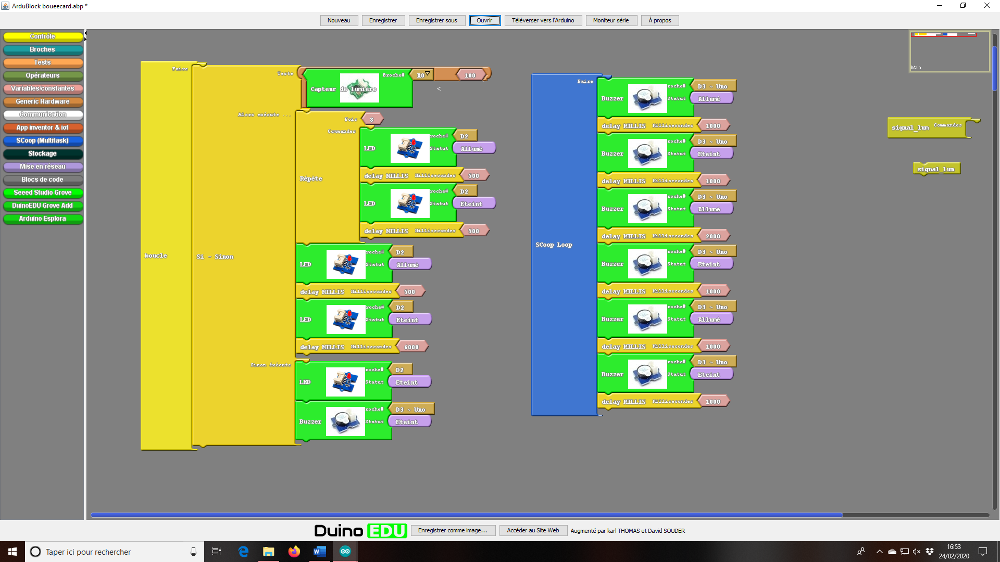 ArduBlock boueecard.abp *
Nouveau Enregistrer Enregistrer sous Ouvrir Téléverser vers l'Arduino Moniteur série À propos
Contrôle
Broches
Tests
Opérateurs
Variables/constantes
Generic Hardware
Communication
App inventor & iot
SCoop (Multitask)
Stockage
Mise en réseau
Blocs de code
Seeed Studio Grove
DuinoEDU Grove Add
Arduino Esplora
boucle
Faire
Si - Sinon
Teste
Capteur de lumière
Broche# A0
<
100
Alors exécute ...
Répète
Fois 8
Commandes
LED
roche# D2
Statut Allumé
delay MILLIS Millisecondes 500
LED
roche# D2
Statut Eteint
delay MILLIS Millisecondes 500
LED
roche# D2
Statut Allumé
delay MILLIS Millisecondes 500
LED
roche# D2
Statut Eteint
delay MILLIS Millisecondes 6000
Sinon éxécute
LED
roche# D2
Statut Eteint
Buzzer
roche# D3 ~ Uno
Statut Eteint
SCoop Loop
Faire
Buzzer
roche# D3 ~ Uno
Statut Allumé
delay MILLIS Millisecondes 1000
Buzzer
roche# D3 ~ Uno
Statut Eteint
delay MILLIS Millisecondes 1000
Buzzer
roche# D3 ~ Uno
Statut Allumé
delay MILLIS Millisecondes 2000
Buzzer
roche# D3 ~ Uno
Statut Eteint
delay MILLIS Millisecondes 1000
Buzzer
roche# D3 ~ Uno
Statut Allumé
delay MILLIS Millisecondes 1000
Buzzer
roche# D3 ~ Uno
Statut Eteint
delay MILLIS Millisecondes 1000
Main
signal_lum Commandes
signal_lum
Duino EDU Enregistrer comme image... Accéder au Site Web Augmenté par karl THOMAS et David SOUDER
Taper ici pour rechercher
16:53
24/02/2020